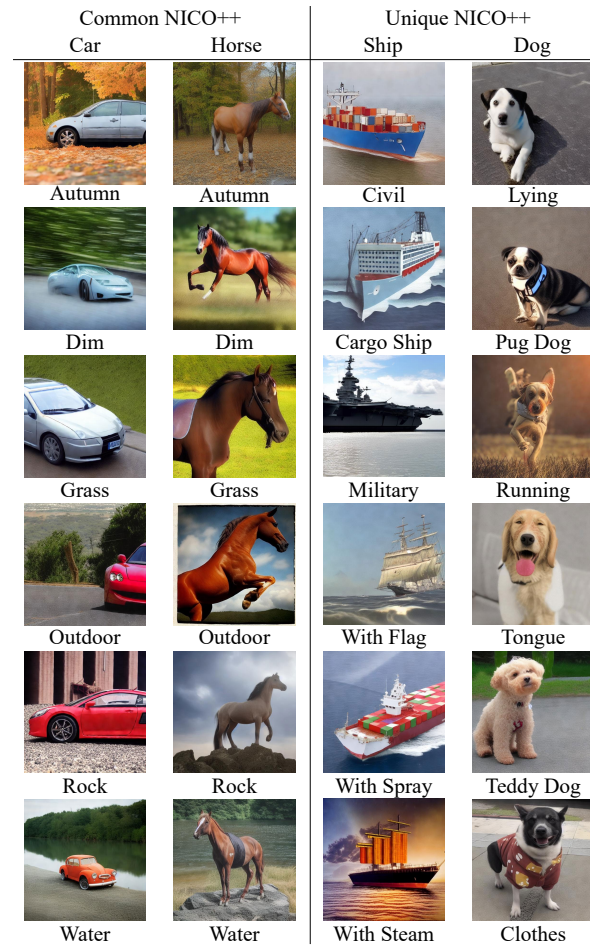 Common NICO++ Unique NICO++
Car Horse Ship Dog
Autumn Autumn Civil Lying
Dim Dim Cargo Ship Pug Dog
Grass Grass Military Running
Outdoor Outdoor With Flag Tongue
Rock Rock With Spray Teddy Dog
Water Water With Steam Clothes